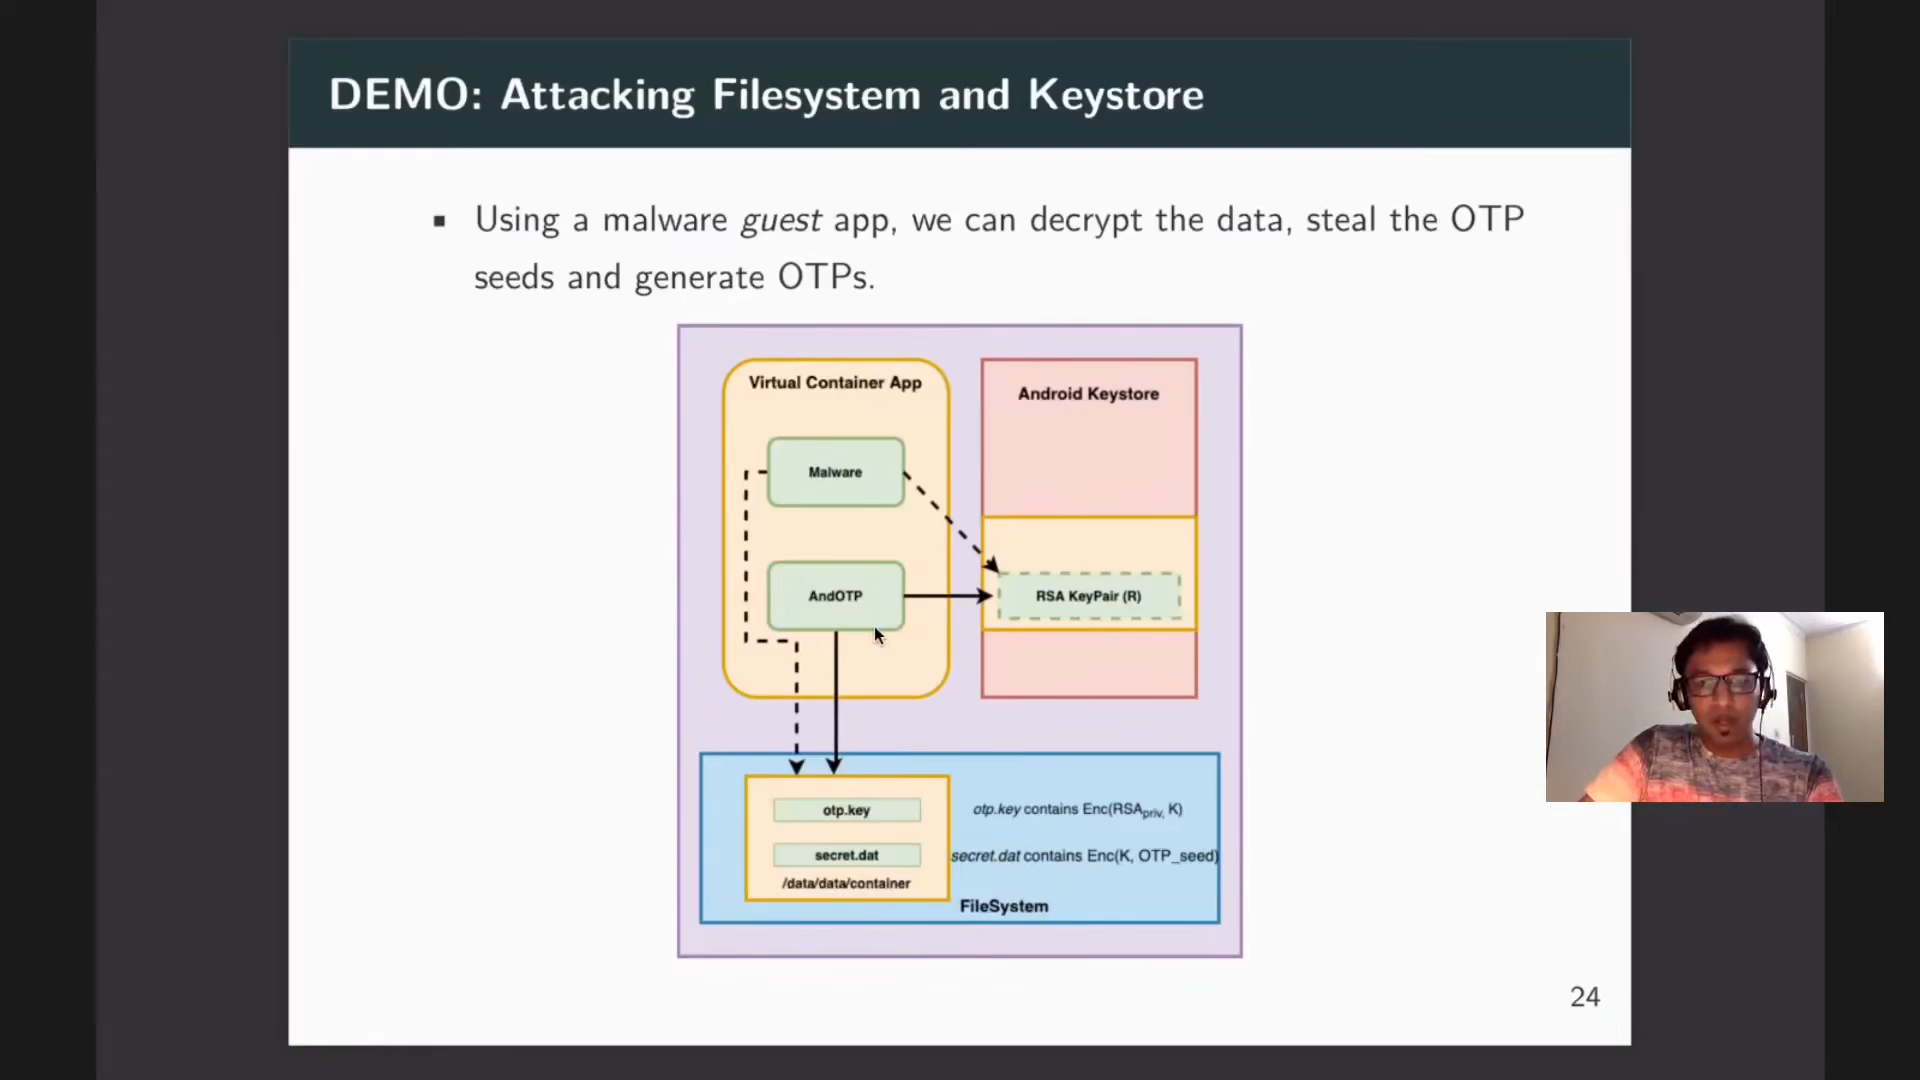 DEMO: Attacking Filesystem and Keystore
▪ Using a malware guest app, we can decrypt the data, steal the OTP
seeds and generate OTPs.
Virtual Container App
Android Keystore
Malware
AndOTP
RSA KeyPair (R)
otp.key
otp.key contains Enc(RSApriv, K)
secret.dat
secret.dat contains Enc(K, OTP_seed)
/data/data/container
FileSystem
24